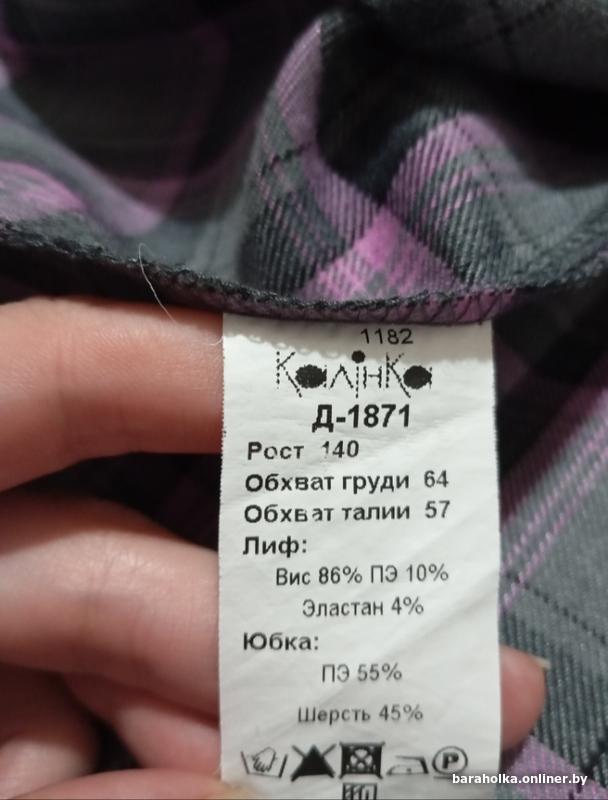 1182
Калінка
Д-1871
Рост 140
Обхват груди 64
Обхват талии 57
Лиф:
Вис 86% ПЭ 10%
Эластан 4%
Юбка:
ПЭ 55%
Шерсть 45%
P
baraholka.onliner.by